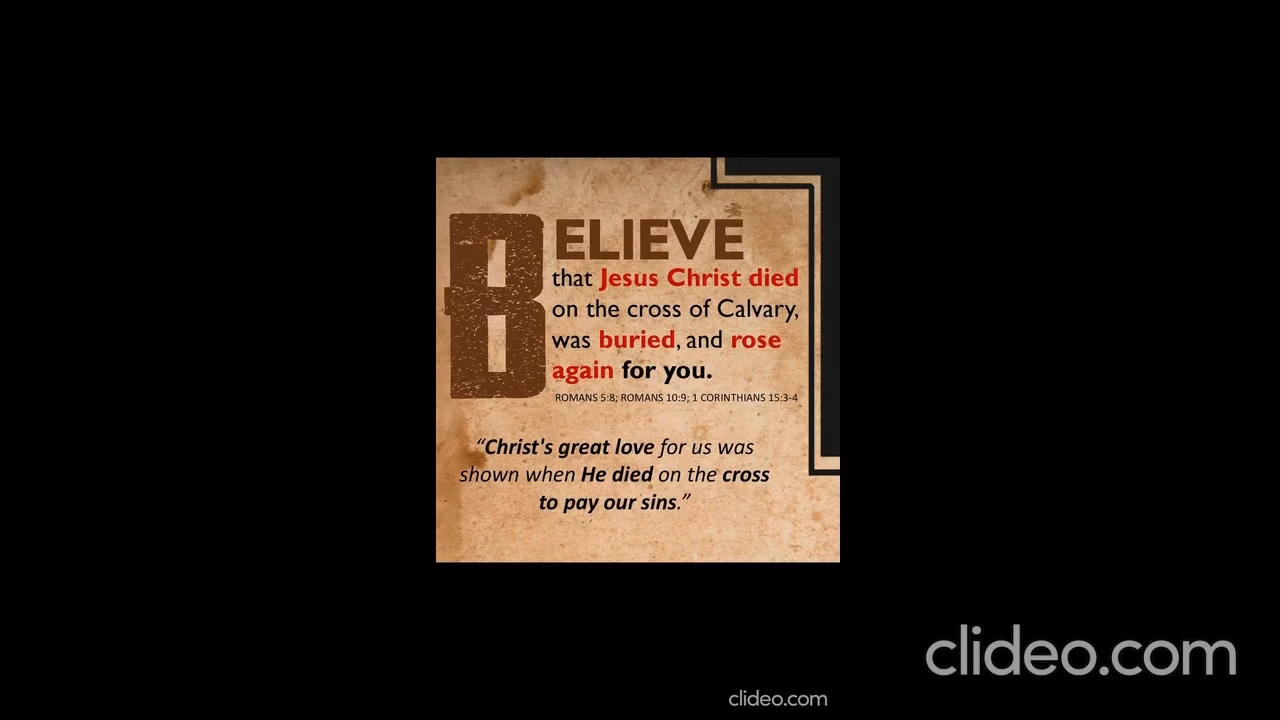 BELIEVE
that Jesus Christ died
on the cross of Calvary,
was buried, and rose
again for you.
ROMANS 5:8; ROMANS 10:9; 1 CORINTHIANS 15:3-4
“Christ's great love for us was
shown when He died on the cross
to pay our sins.”
clideo.com
clideo.com